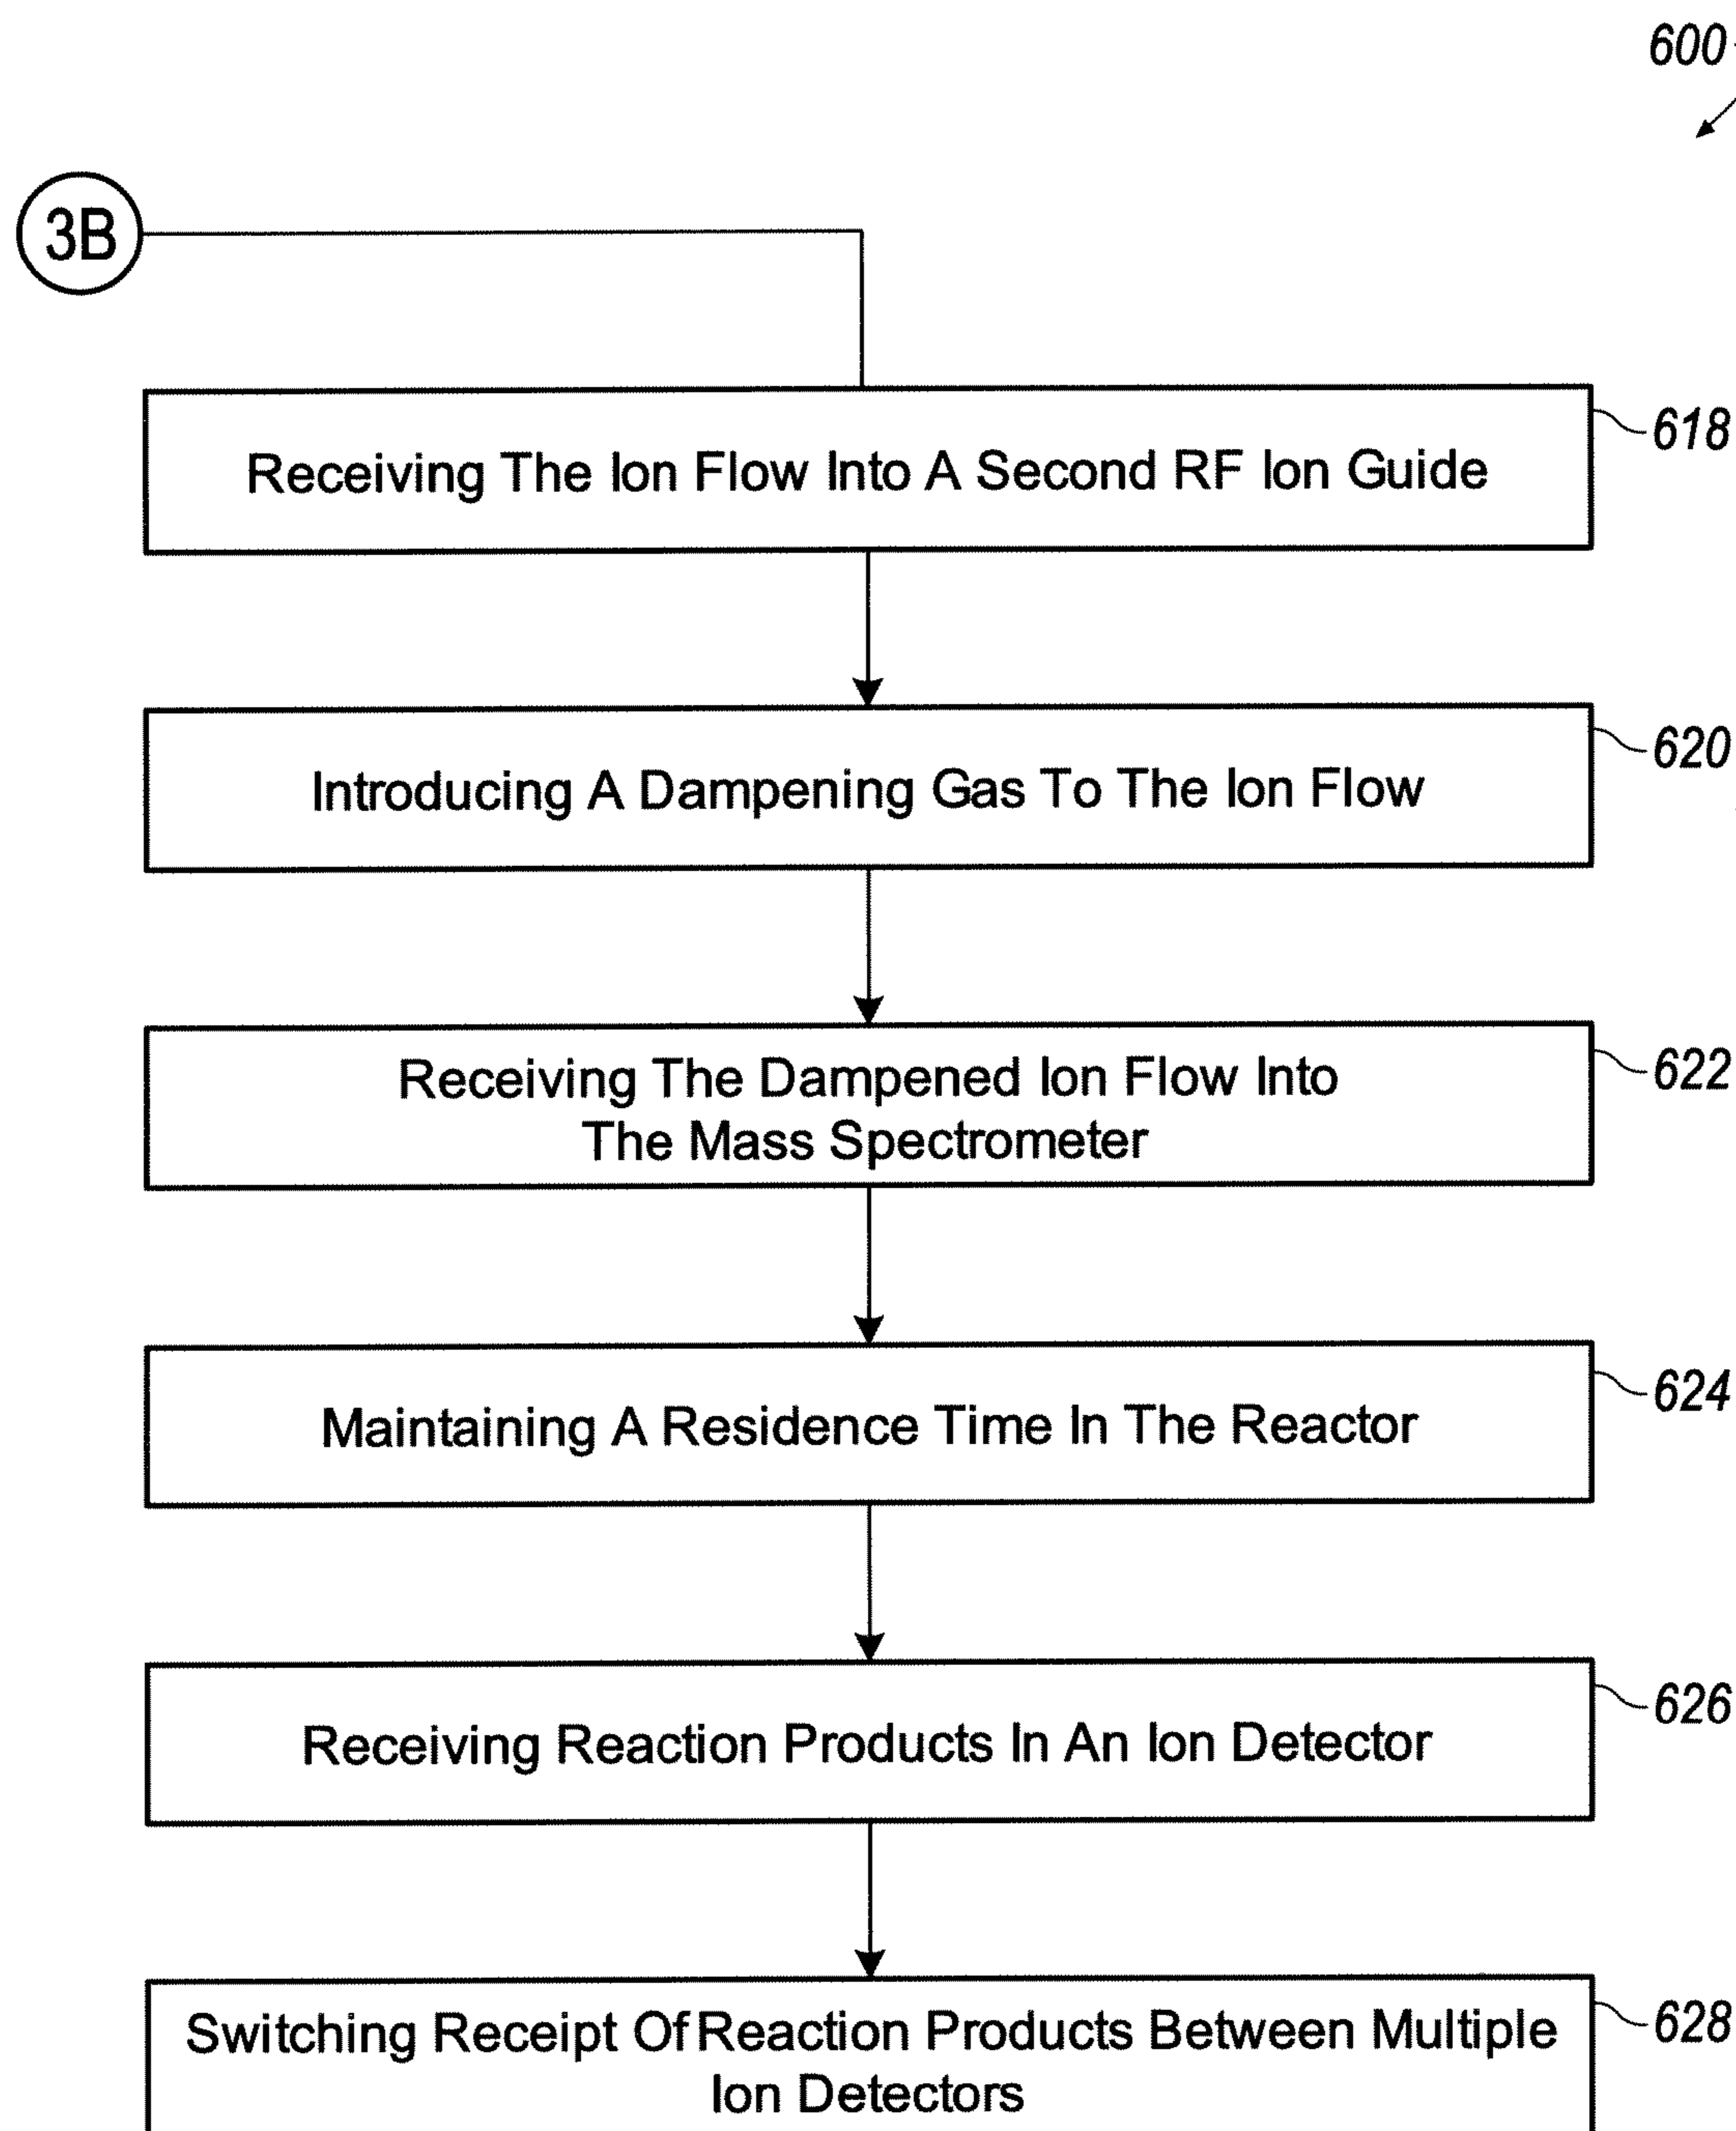 600
3B
Receiving The Ion Flow Into A Second RF Ion Guide
618
Introducing A Dampening Gas To The Ion Flow
620
Receiving The Dampened Ion Flow Into
The Mass Spectrometer
622
Maintaining A Residence Time In The Reactor
624
Receiving Reaction Products In An Ion Detector
626
Switching Receipt Of Reaction Products Between Multiple
Ion Detectors
628